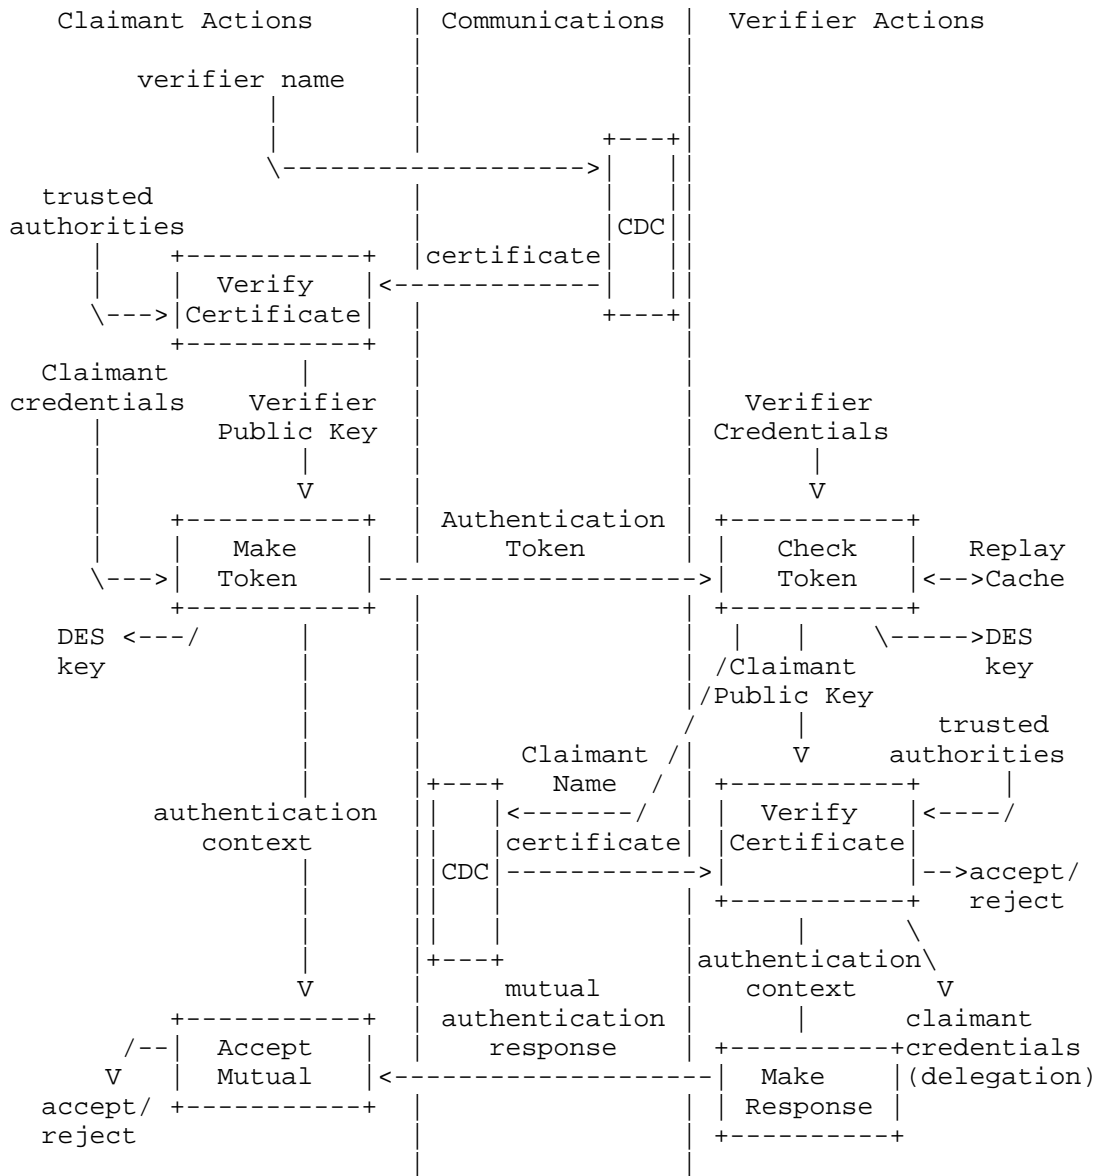 Claimant Actions | Communications | Verifier Actions
verifier name
trusted
authorities
CDC
certificate
Verify
Certificate
Claimant
credentials
Verifier
Public Key
Verifier
Credentials
V
V
Authentication
Token
Make
Token
Check
Token
Replay
Cache
DES
key
DES
key
Claimant
Public Key
trusted
authorities
Claimant
Name
V
authentication
context
Verify
Certificate
certificate
CDC
accept/
reject
authentication
context
V
V
mutual
authentication
response
claimant
credentials
(delegation)
Accept
Mutual
Make
Response
V
accept/
reject